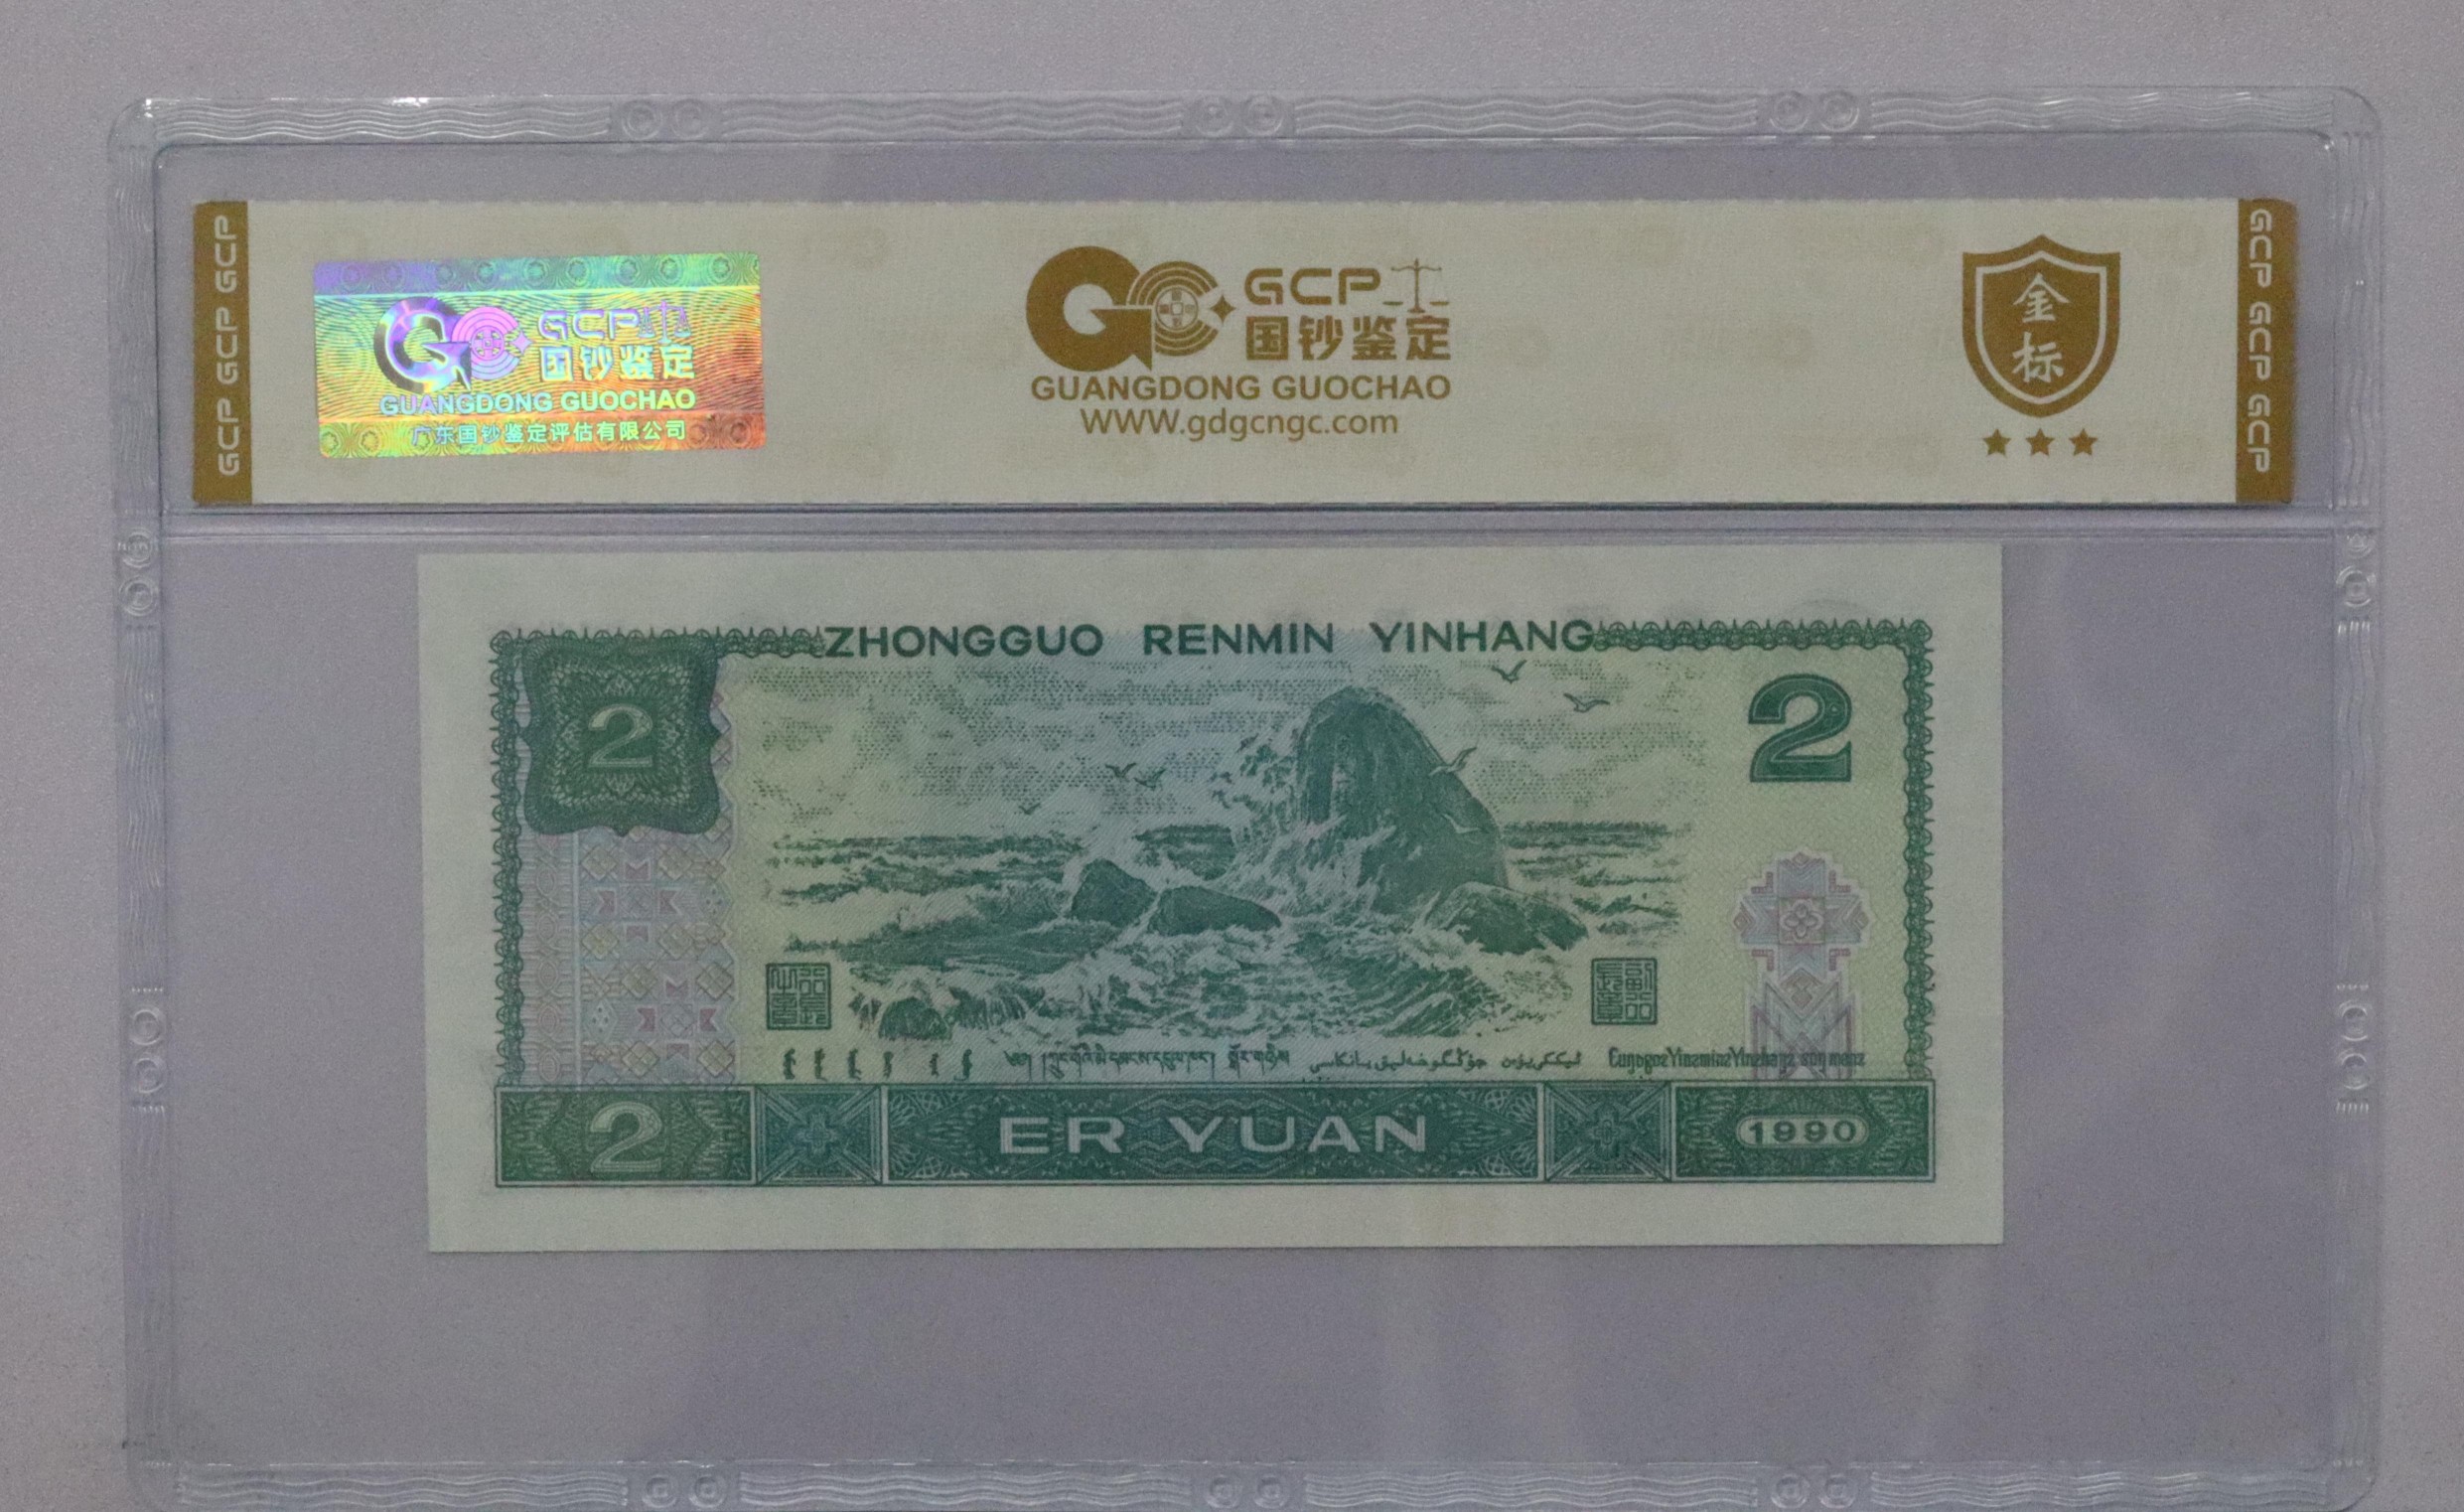 GCP GCP GCP
GCP
国钞鉴定
GUANGDONG GUOCHAO
广东国钞鉴定评估有限公司
GCP
国钞鉴定
GUANGDONG GUOCHAO
WWW.gdgcngc.com
金
标
GCP GCP GCP
ZHONGGUO RENMIN YINHANG
2
2
2
ER YUAN
1990